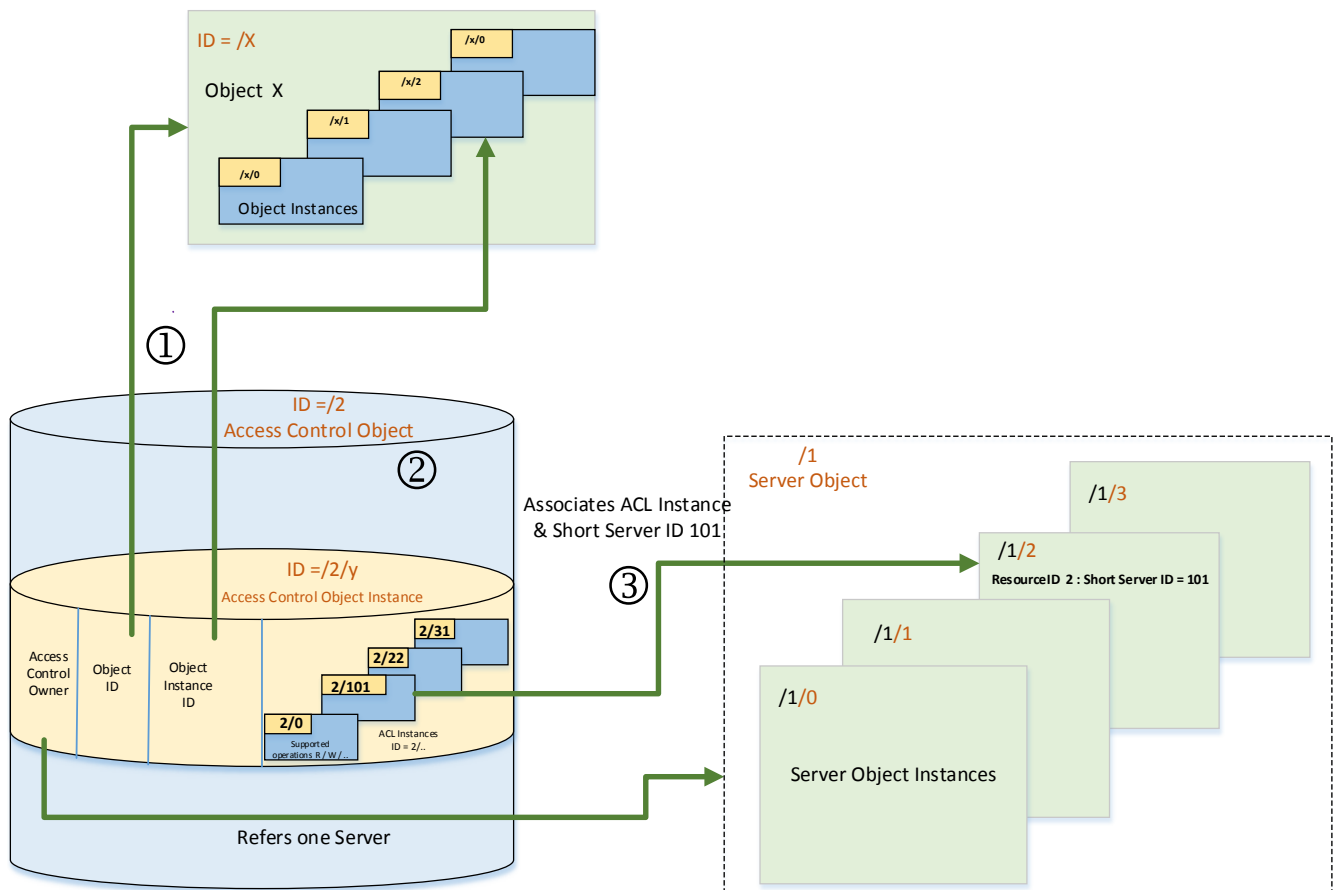 ID = /X
Object X
/x/0
/x/2
/x/1
/x/0
Object Instances
①
ID =/2
Access Control Object
②
ID =/2/y
Access Control Object Instance
Access
Control
Owner
Object
ID
Object
Instance
ID
2/31
2/22
2/101
2/0
Supported
operations R / W / ..
ACL Instances
ID = 2/..
Refers one Server
Associates ACL Instance
& Short Server ID 101
③
/1
Server Object
/1/3
/1/2
ResourceID 2 : Short Server ID = 101
/1/1
/1/0
Server Object Instances